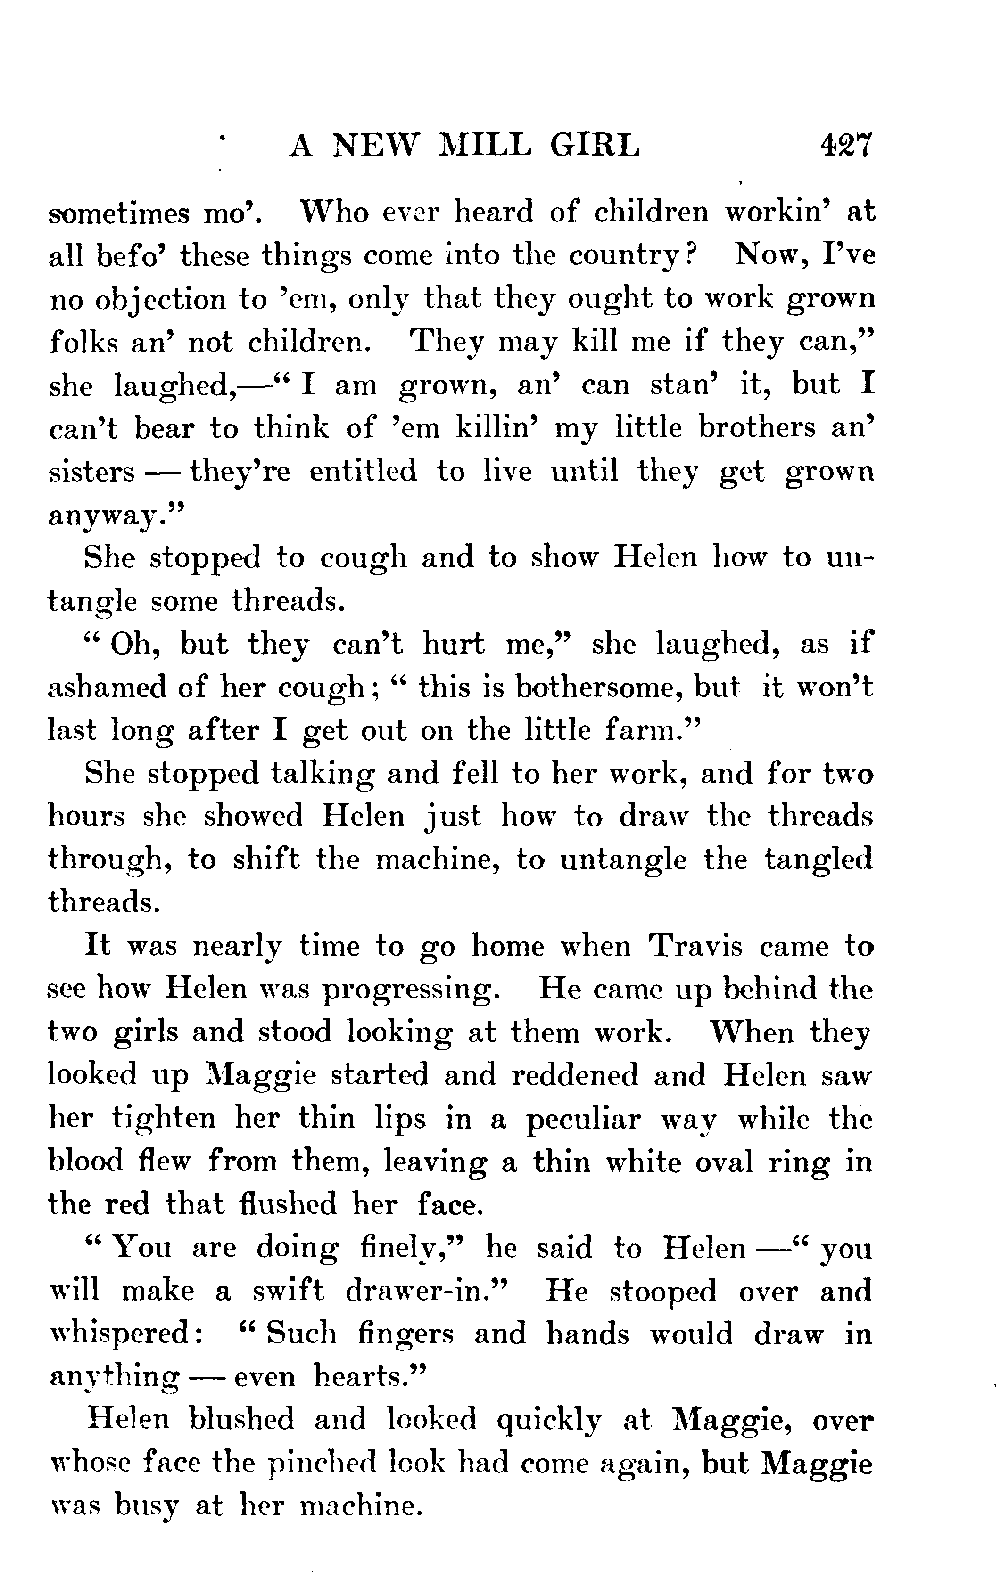 A NEW MILL GIRL 427
sometimes mo’. Who ever heard of children workin’ at
all befo’ these things come into the country? Now, I’ve
no objection to ’em, only that they ought to work grown
folks an’ not children. They may kill me if they can,”
she laughed,—“ I am grown, an’ can stan’ it, but I
can’t bear to think of ’em killin’ my little brothers an’
sisters — they’re entitled to live until they get grown
anyway.”
She stopped to cough and to show Helen how to un-
tangle some threads.
“ Oh, but they can’t hurt me,” she laughed, as if
ashamed of her cough; “ this is bothersome, but it won’t
last long after I get out on the little farm.”
She stopped talking and fell to her work, and for two
hours she showed Helen just how to draw the threads
through, to shift the machine, to untangle the tangled
threads.
It was nearly time to go home when Travis came to
see how Helen was progressing. He came up behind the
two girls and stood looking at them work. When they
looked up Maggie started and reddened and Helen saw
her tighten her thin lips in a peculiar way while the
blood flew from them, leaving a thin white oval ring in
the red that flushed her face.
“ You are doing finely,” he said to Helen —“ you
will make a swift drawer-in.” He stooped over and
whispered: “ Such fingers and hands would draw in
anything — even hearts.”
Helen blushed and looked quickly at Maggie, over
whose face the pinched look had come again, but Maggie
was busy at her machine.